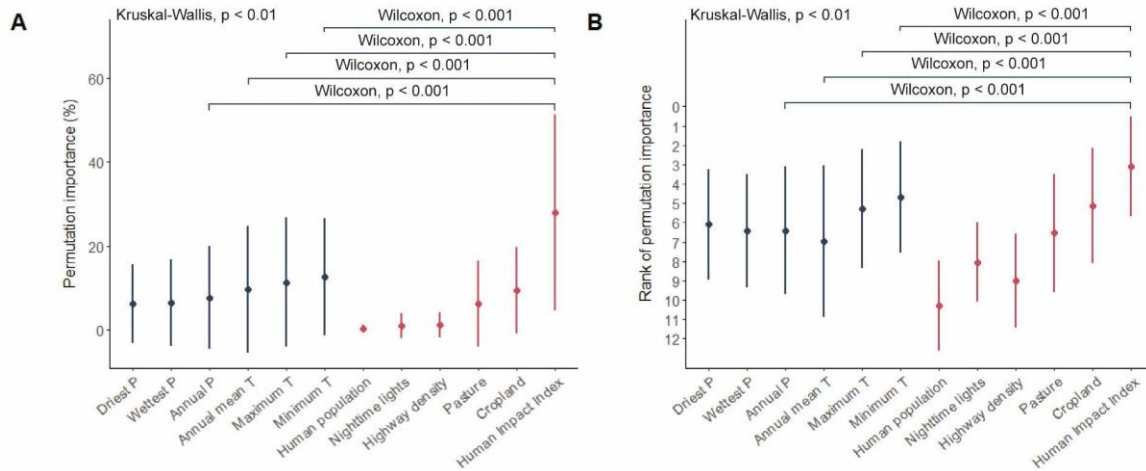 A
Kruskal-Wallis, p < 0.01
Wilcoxon, p < 0.001
Wilcoxon, p < 0.001
Wilcoxon, p < 0.001
Wilcoxon, p < 0.001
Permutation importance (%)
60
40
20
0
Driest P
Wettest P
Annual P
Annual mean T
Maximum T
Minimum T
Human population
Nighttime lights
Highway density
Pasture
Cropland
Human Impact Index
B
Kruskal-Wallis, p < 0.01
Wilcoxon, p < 0.001
Wilcoxon, p < 0.001
Wilcoxon, p < 0.001
Wilcoxon, p < 0.001
Rank of permutation importance
0
1
2
3
4
5
6
7
8
9
10
11
12
Driest P
Wettest P
Annual P
Annual mean T
Maximum T
Minimum T
Human population
Nighttime lights
Highway density
Pasture
Cropland
Human Impact Index